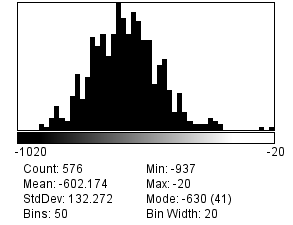 -1020 -20
Count: 576 Min: -937
Mean: -602.174 Max: -20
StdDev: 132.272 Mode: -630 (41)
Bins: 50 Bin Width: 20